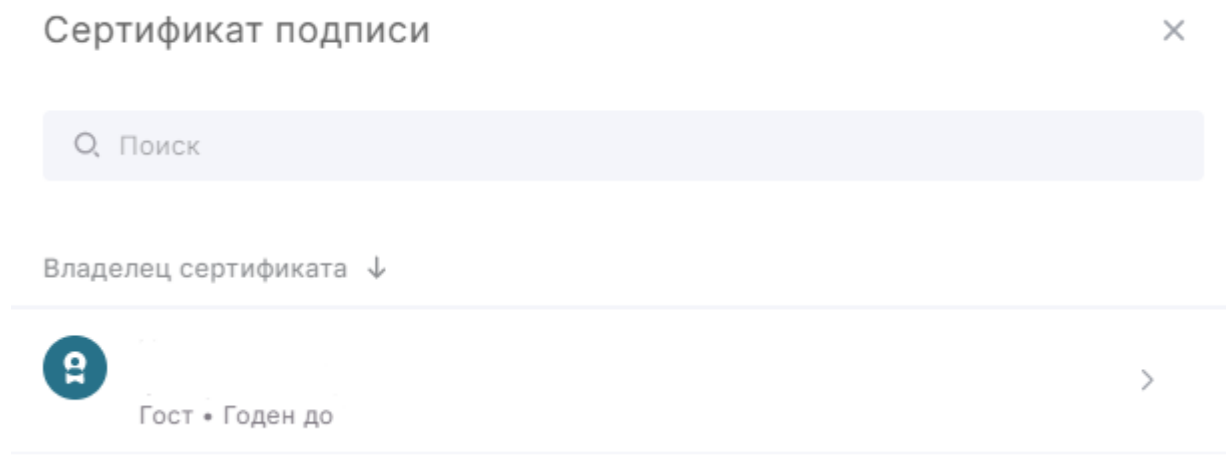 Сертификат подписи
Поиск
Владелец сертификата ↓
Гост • Годен до